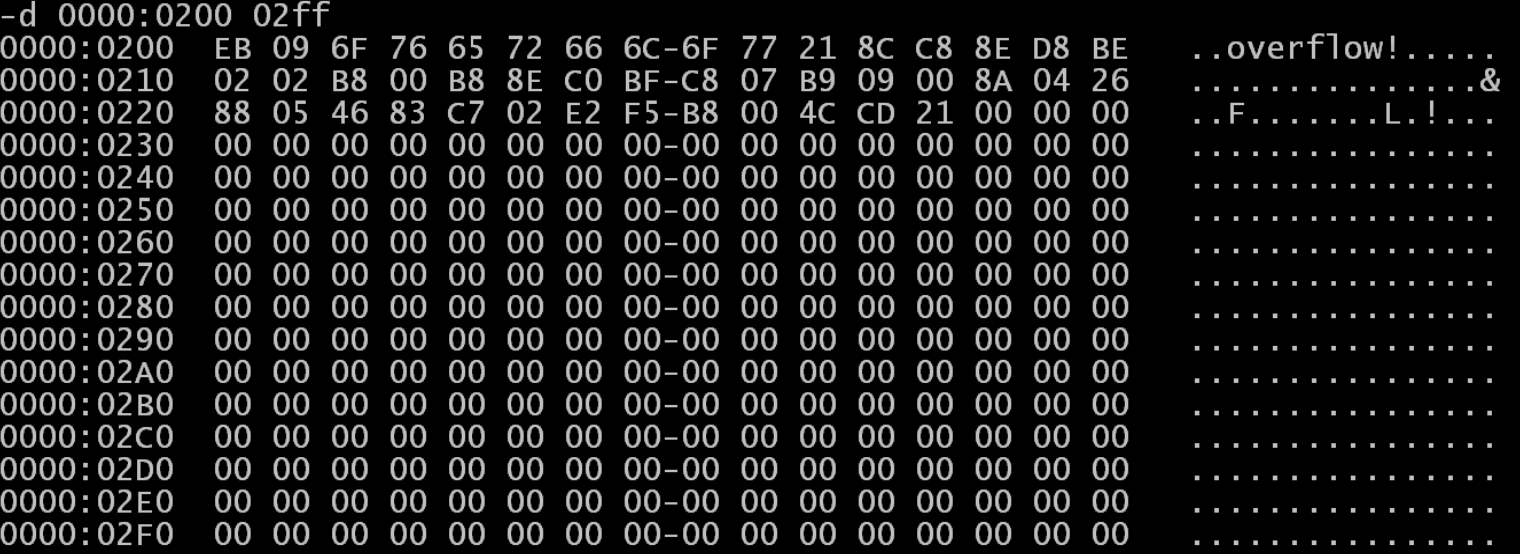 -d 0000:0200 02ff
0000:0200  EB 09 6F 76 65 72 66 6C-6F 77 21 8C C8 8E D8 BE   ..overflow!.....
0000:0210  02 02 B8 00 B8 8E C0 BF-C8 07 B9 09 00 8A 04 26   ...............&
0000:0220  88 05 46 83 C7 02 E2 F5-B8 00 4C CD 21 00 00 00   ..F.......L.!...
0000:0230  00 00 00 00 00 00 00 00-00 00 00 00 00 00 00 00   ................
0000:0240  00 00 00 00 00 00 00 00-00 00 00 00 00 00 00 00   ................
0000:0250  00 00 00 00 00 00 00 00-00 00 00 00 00 00 00 00   ................
0000:0260  00 00 00 00 00 00 00 00-00 00 00 00 00 00 00 00   ................
0000:0270  00 00 00 00 00 00 00 00-00 00 00 00 00 00 00 00   ................
0000:0280  00 00 00 00 00 00 00 00-00 00 00 00 00 00 00 00   ................
0000:0290  00 00 00 00 00 00 00 00-00 00 00 00 00 00 00 00   ................
0000:02A0  00 00 00 00 00 00 00 00-00 00 00 00 00 00 00 00   ................
0000:02B0  00 00 00 00 00 00 00 00-00 00 00 00 00 00 00 00   ................
0000:02C0  00 00 00 00 00 00 00 00-00 00 00 00 00 00 00 00   ................
0000:02D0  00 00 00 00 00 00 00 00-00 00 00 00 00 00 00 00   ................
0000:02E0  00 00 00 00 00 00 00 00-00 00 00 00 00 00 00 00   ................
0000:02F0  00 00 00 00 00 00 00 00-00 00 00 00 00 00 00 00   ................